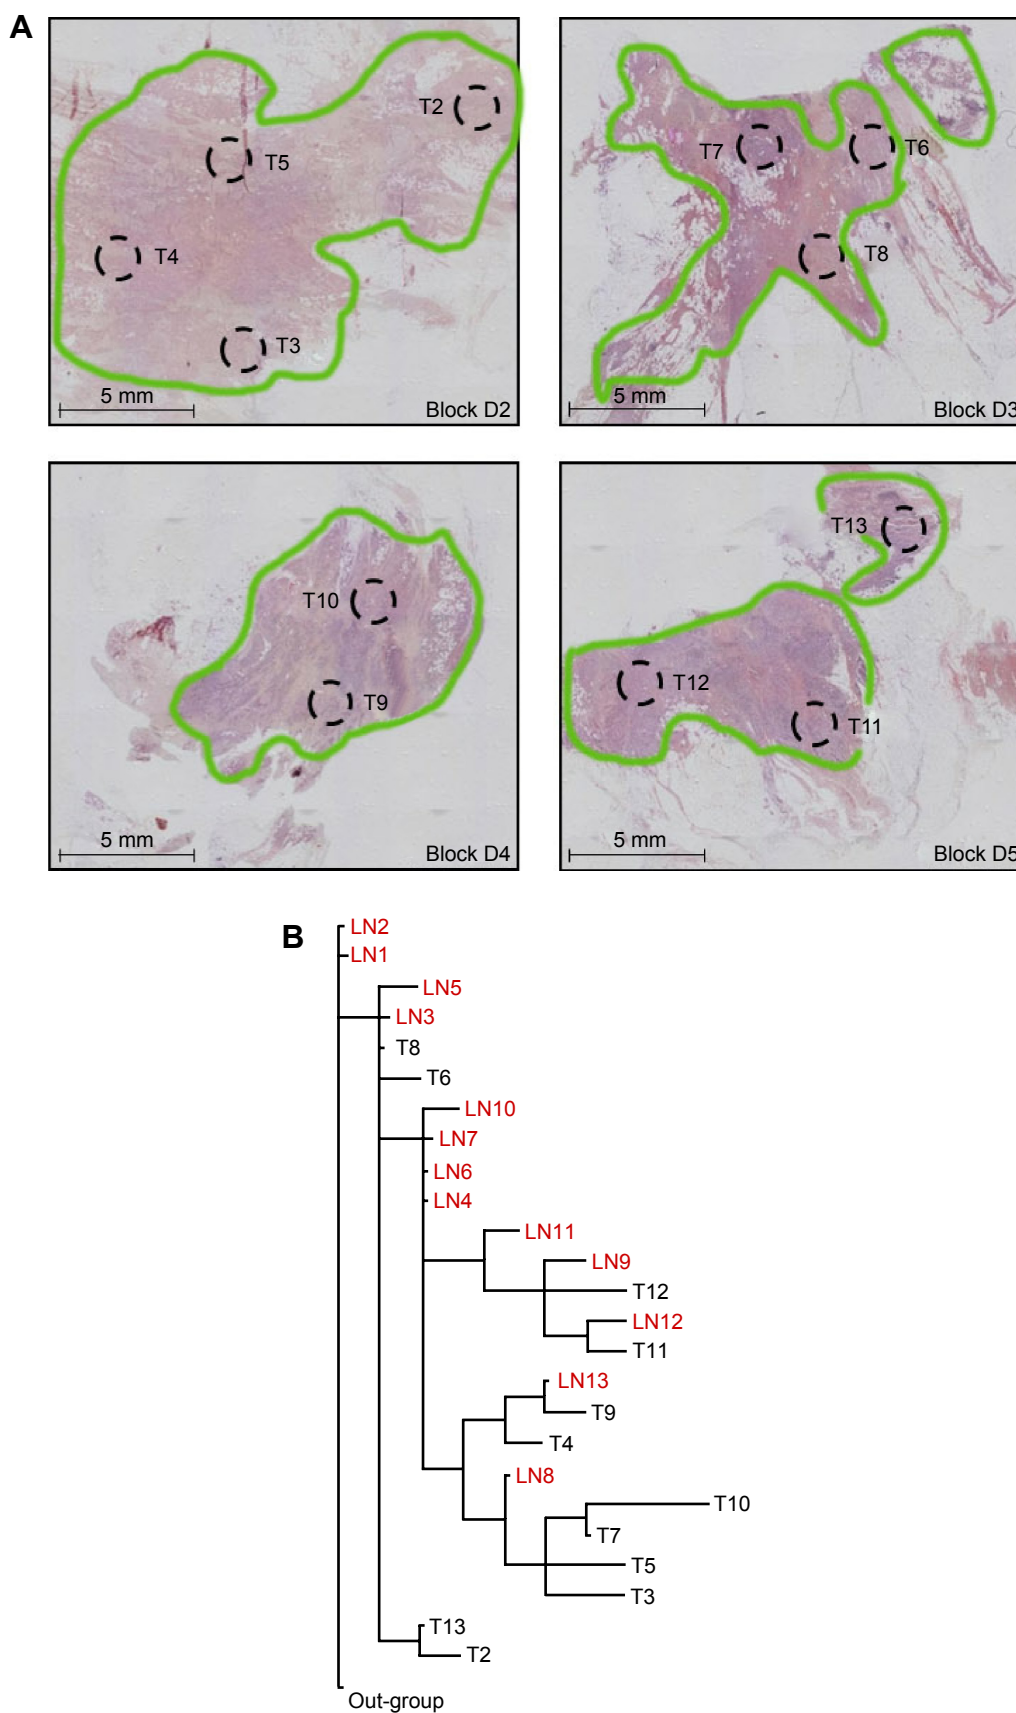 A
T2
T5
T4
T3
5 mm
Block D2
T7
T6
T8
5 mm
Block D3
T10
T9
5 mm
Block D4
T13
T12
T11
5 mm
Block D5
B
LN2
LN1
LN5
LN3
T8
T6
LN10
LN7
LN6
LN4
LN11
LN9
T12
LN12
T11
LN13
T9
T4
LN8
T10
T7
T5
T3
T13
T2
Out-group